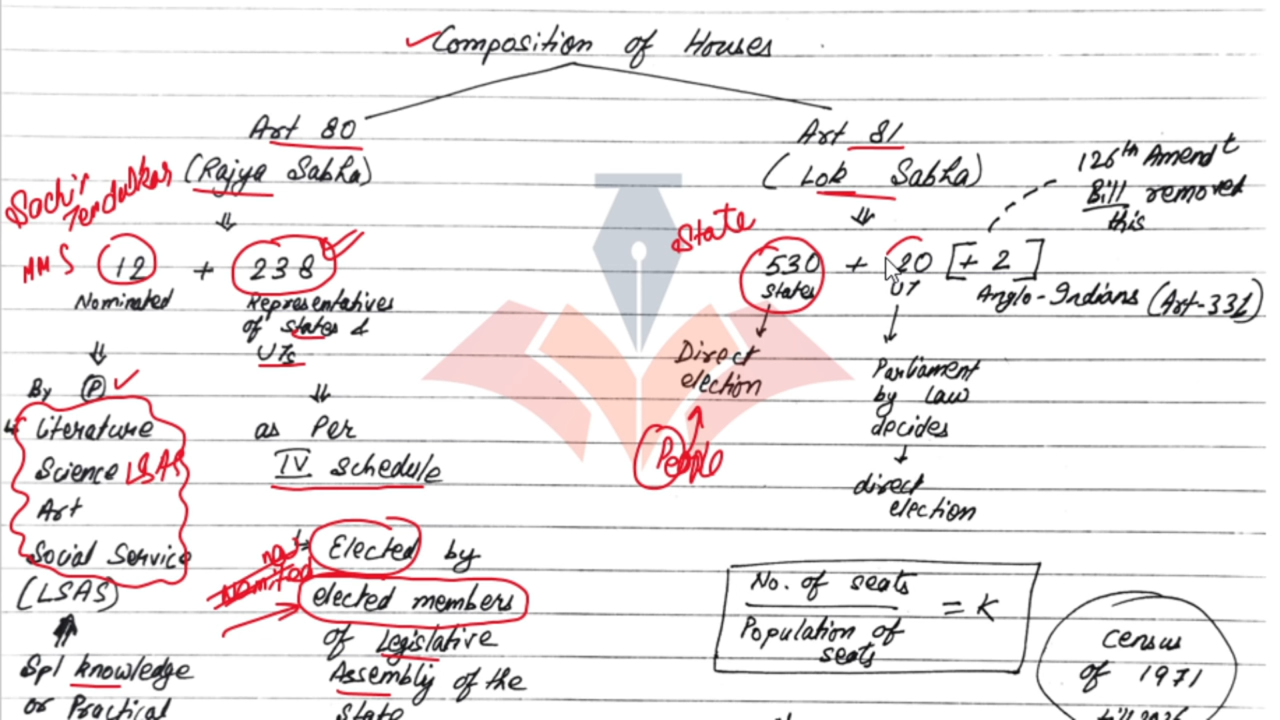 Composition of Houses
Art 80
(Rajya Sabha)
Sachin
Tendulkar
MMS
12 + 238
Nominated
Representatives
of states &
UTs
By (P)
Literature
Science LSAS
Art
Social Service
(LSAS)
Spl knowledge
or Practical
as Per
IV Schedule
Elected by
not
elected members
of Legislative
Assembly of the
State
Art 81
(Lok Sabha)
126th Amendt
Bill removed
this
State
530 + 20 [+ 2]
States
UT
Anglo-Indians (Art-331)
Direct
election
People
Parliament
by law
decides
direct
election
No. of seats
Population of
seats
= K
Census
of 1971
till 2026